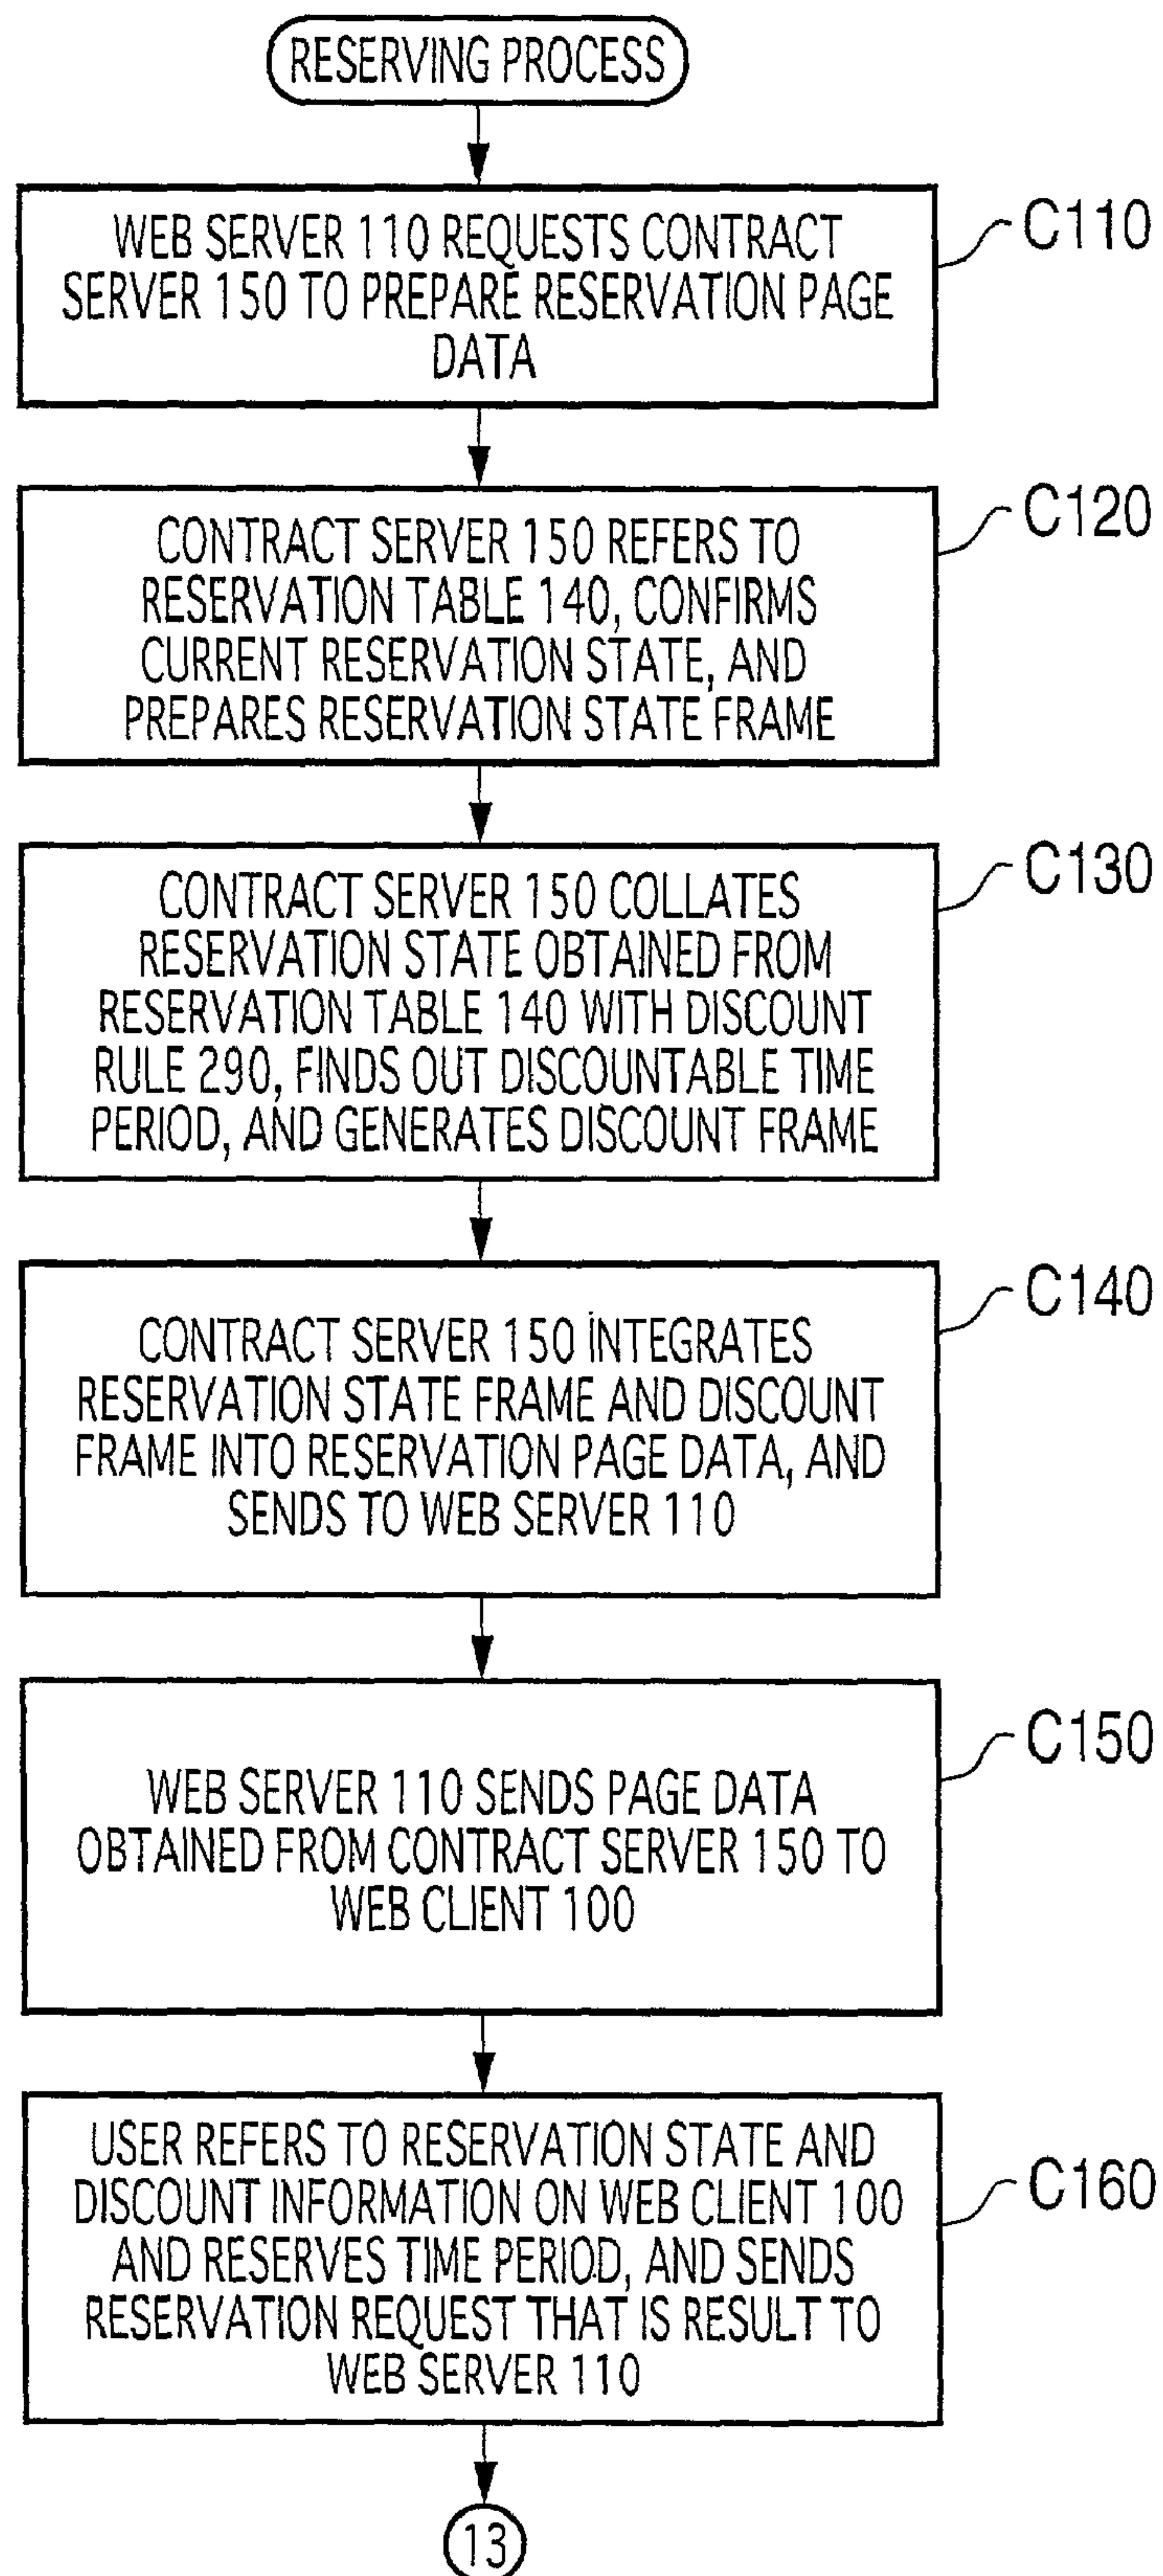 RESERVING PROCESS
WEB SERVER 110 REQUESTS CONTRACT
SERVER 150 TO PREPARE RESERVATION PAGE
DATA
C110
CONTRACT SERVER 150 REFERS TO
RESERVATION TABLE 140, CONFIRMS
CURRENT RESERVATION STATE, AND
PREPARES RESERVATION STATE FRAME
C120
CONTRACT SERVER 150 COLLATES
RESERVATION STATE OBTAINED FROM
RESERVATION TABLE 140 WITH DISCOUNT
RULE 290, FINDS OUT DISCOUNTABLE TIME
PERIOD, AND GENERATES DISCOUNT FRAME
C130
CONTRACT SERVER 150 INTEGRATES
RESERVATION STATE FRAME AND DISCOUNT
FRAME INTO RESERVATION PAGE DATA, AND
SENDS TO WEB SERVER 110
C140
WEB SERVER 110 SENDS PAGE DATA
OBTAINED FROM CONTRACT SERVER 150 TO
WEB CLIENT 100
C150
USER REFERS TO RESERVATION STATE AND
DISCOUNT INFORMATION ON WEB CLIENT 100
AND RESERVES TIME PERIOD, AND SENDS
RESERVATION REQUEST THAT IS RESULT TO
WEB SERVER 110
C160
13